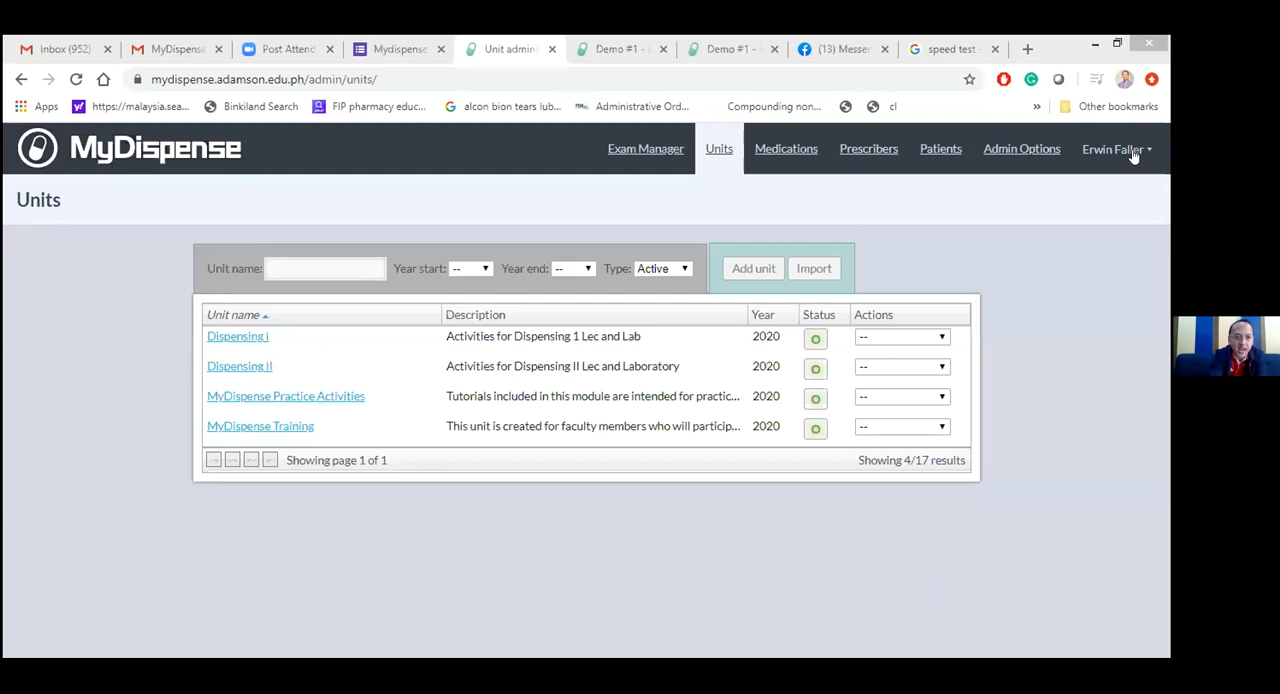 Inbox (952)
MyDispense
Post Attend
Mydispense
Unit admin
Demo #1 -
Demo #1 -
(13) Messer
speed test -
mydispense.adamson.edu.ph/admin/units/
Apps
https://malaysia.sea...
Binkiland Search
FIP pharmacy educ...
alcon bion tears lub...
Administrative Ord...
Compounding non...
cl
»
Other bookmarks
MyDispense
Exam Manager
Units
Medications
Prescribers
Patients
Admin Options
Erwin Faller
Units
Unit name:
Year start: --
Year end: --
Type: Active
Add unit
Import
Unit name Description Year Status Actions
Dispensing I Activities for Dispensing 1 Lec and Lab 2020 --
Dispensing II Activities for Dispensing II Lec and Laboratory 2020 --
MyDispense Practice Activities Tutorials included in this module are intended for practic... 2020 --
MyDispense Training This unit is created for faculty members who will particip... 2020 --
Showing page 1 of 1
Showing 4/17 results